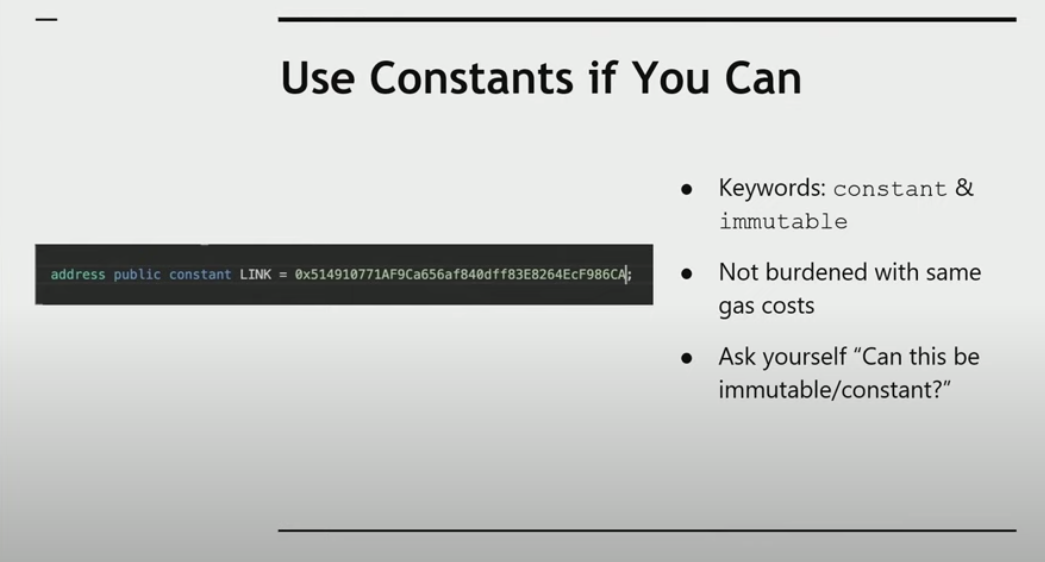 Use Constants if You Can
address public constant LINK = 0x514910771AF9Ca656af840dff83E8264EcF986CA;
● Keywords: constant &
immutable
● Not burdened with same
gas costs
● Ask yourself “Can this be
immutable/constant?”